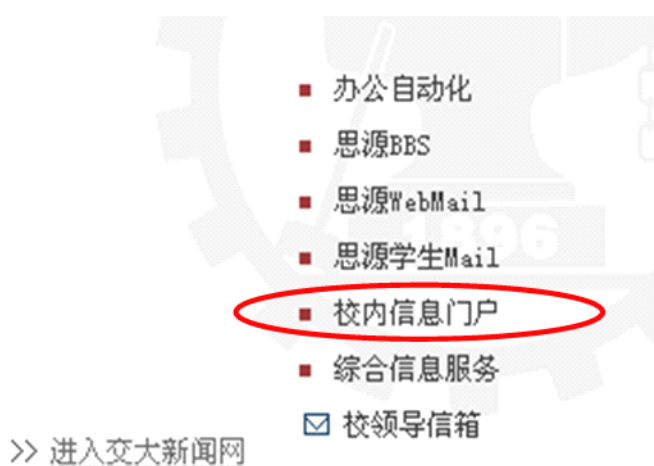 办公自动化
思源BBS
思源WebMail
思源学生Mail
1896
校内信息门户
综合信息服务
校领导信箱
>> 进入交大新闻网